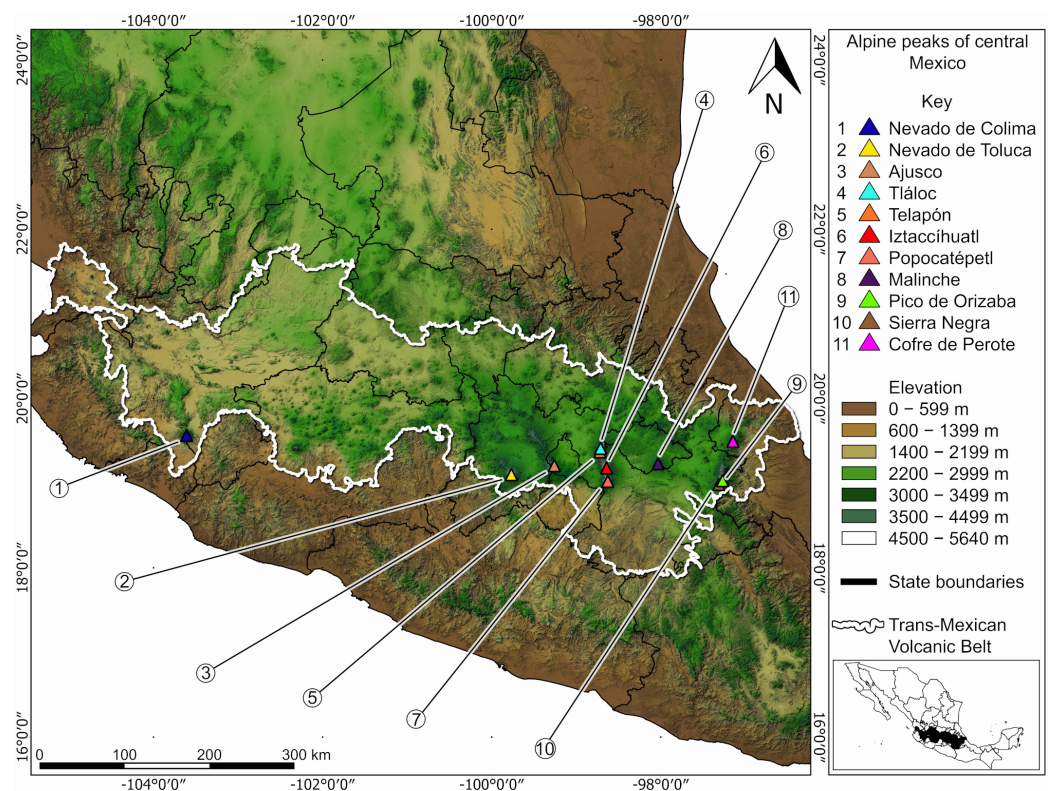 -104°0′0″ -102°0′0″ -100°0′0″ -98°0′0″
24°0′0″
22°0′0″
20°0′0″
18°0′0″
16°0′0″
24°0′0″
22°0′0″
20°0′0″
18°0′0″
16°0′0″
N
4
6
8
11
9
1
2
3
5
7
10
0 100 200 300 km
-104°0′0″ -102°0′0″ -100°0′0″ -98°0′0″
Alpine peaks of central
Mexico
Key
1 Nevado de Colima
2 Nevado de Toluca
3 Ajusco
4 Tláloc
5 Telapón
6 Iztaccíhuatl
7 Popocatépetl
8 Malinche
9 Pico de Orizaba
10 Sierra Negra
11 Cofre de Perote
Elevation
0 – 599 m
600 – 1399 m
1400 – 2199 m
2200 – 2999 m
3000 – 3499 m
3500 – 4499 m
4500 – 5640 m
State boundaries
Trans-Mexican
Volcanic Belt